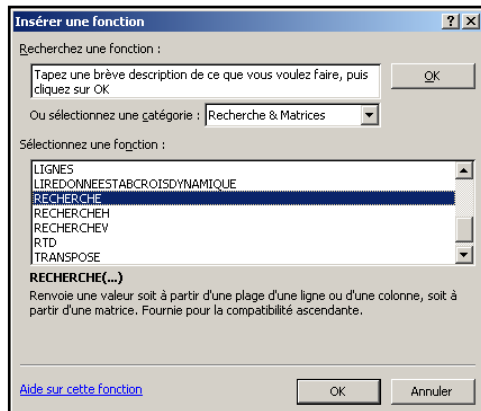 Insérer une fonction
Recherchez une fonction :
Tapez une brève description de ce que vous voulez faire, puis
cliquez sur OK
OK
Ou sélectionnez une catégorie : Recherche & Matrices
Sélectionnez une fonction :
LIGNES
LIREDONNEESTABCROISDYNAMIQUE
RECHERCHE
RECHERCHEH
RECHERCHEV
RTD
TRANSPOSE
RECHERCHE(...)
Renvoie une valeur soit à partir d'une plage d'une ligne ou d'une colonne, soit à
partir d'une matrice. Fournie pour la compatibilité ascendante.
Aide sur cette fonction
OK
Annuler